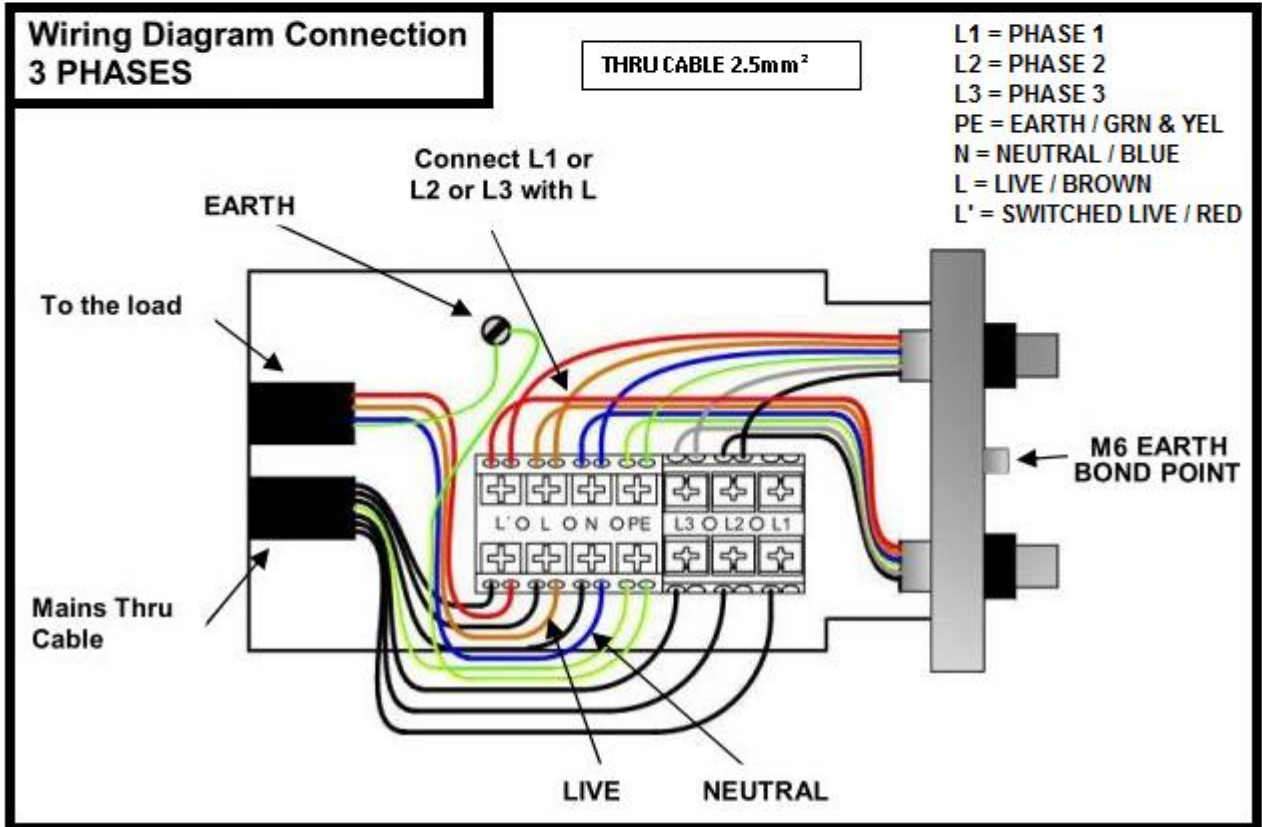 Wiring Diagram Connection
3 PHASES
THRU CABLE 2.5mm²
L1 = PHASE 1
L2 = PHASE 2
L3 = PHASE 3
PE = EARTH / GRN & YEL
N = NEUTRAL / BLUE
L = LIVE / BROWN
L' = SWITCHED LIVE / RED
Connect L1 or
L2 or L3 with L
EARTH
To the load
M6 EARTH
BOND POINT
L' L N PE L3 L2 L1
Mains Thru
Cable
LIVE
NEUTRAL